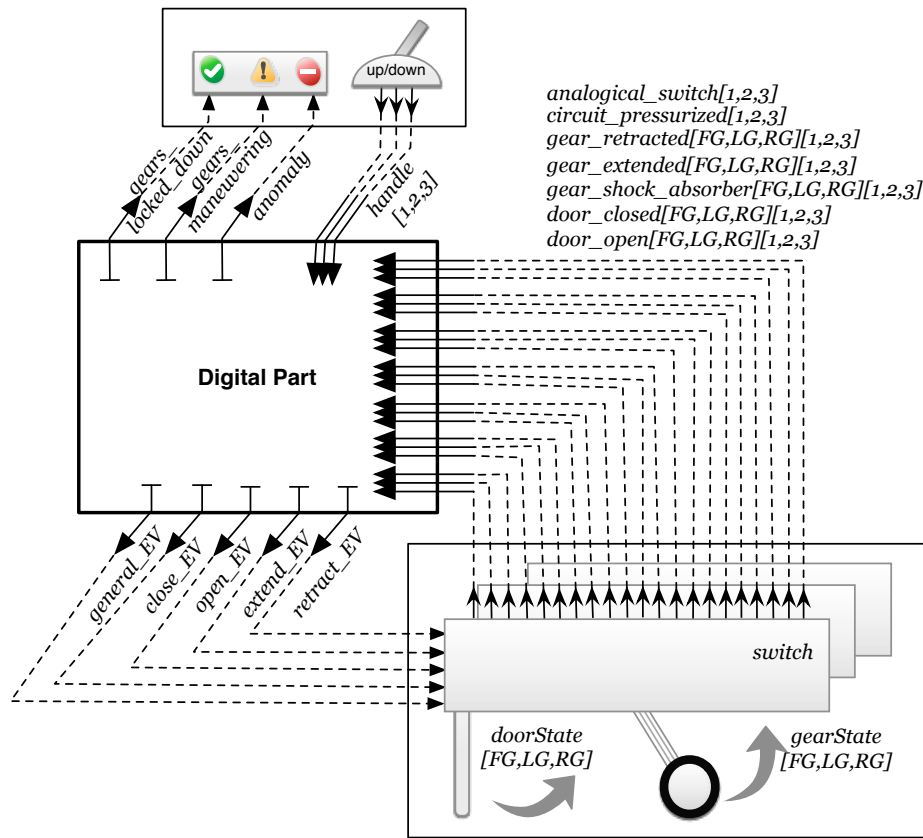 up/down
gears_
locked_down
gears_
maneuvering
anomaly
handle
[1,2,3]
analogical_switch[1,2,3]
circuit_pressurized[1,2,3]
gear_retracted[FG,LG,RG][1,2,3]
gear_extended[FG,LG,RG][1,2,3]
gear_shock_absorber[FG,LG,RG][1,2,3]
door_closed[FG,LG,RG][1,2,3]
door_open[FG,LG,RG][1,2,3]
Digital Part
general_EV
close_EV
open_EV
extend_EV
retract_EV
switch
doorState
[FG,LG,RG]
gearState
[FG,LG,RG]